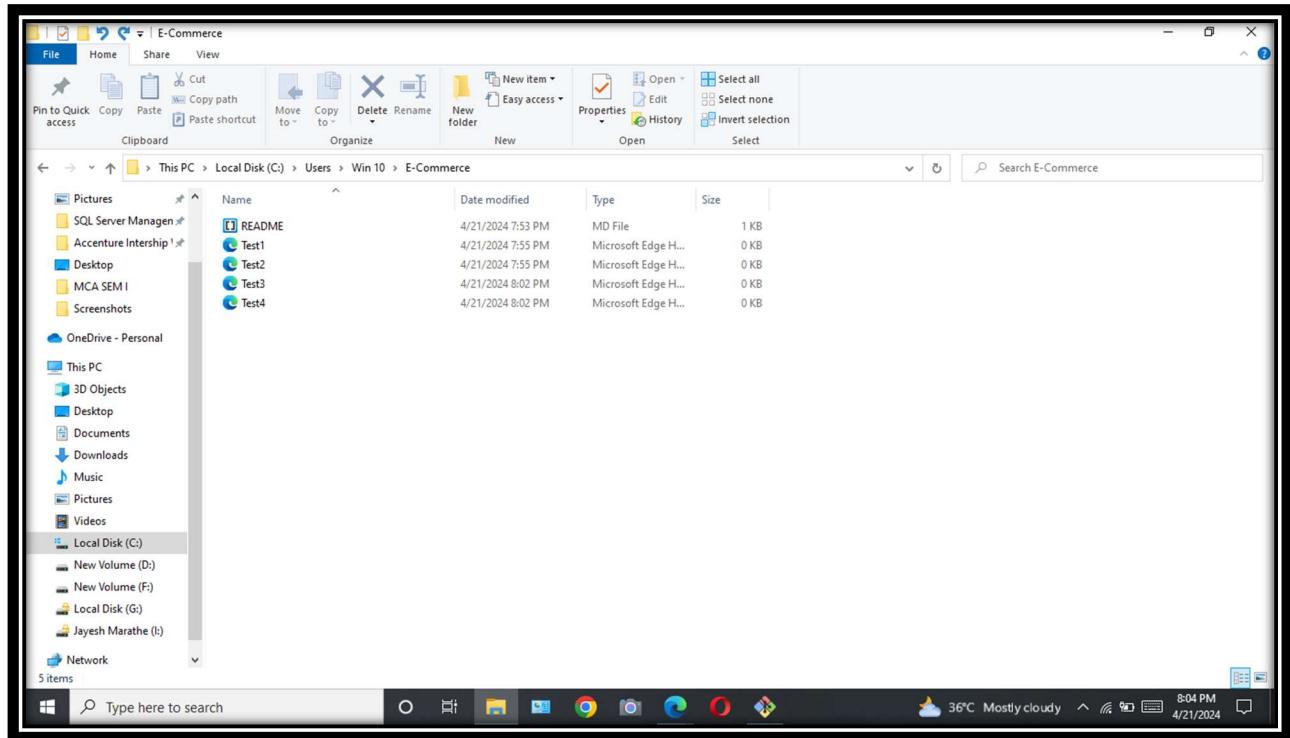 E-Commerce
File Home Share View
Pin to Quick access
Copy
Paste
Cut
Copy path
Paste shortcut
Clipboard
Move to
Copy to
Delete
Rename
Organize
New folder
New item
Easy access
New
Properties
Open
Edit
History
Open
Select all
Select none
Invert selection
Select
This PC > Local Disk (C:) > Users > Win 10 > E-Commerce
Search E-Commerce
Pictures
SQL Server Managen
Accenture Intership
Desktop
MCA SEM I
Screenshots
OneDrive - Personal
This PC
3D Objects
Desktop
Documents
Downloads
Music
Pictures
Videos
Local Disk (C:)
New Volume (D:)
New Volume (F:)
Local Disk (G:)
Jayesh Marathe (I:)
Network
Name Date modified Type Size
README 4/21/2024 7:53 PM MD File 1 KB
Test1 4/21/2024 7:55 PM Microsoft Edge H... 0 KB
Test2 4/21/2024 7:55 PM Microsoft Edge H... 0 KB
Test3 4/21/2024 8:02 PM Microsoft Edge H... 0 KB
Test4 4/21/2024 8:02 PM Microsoft Edge H... 0 KB
5 items
Type here to search
36°C Mostly cloudy
8:04 PM
4/21/2024